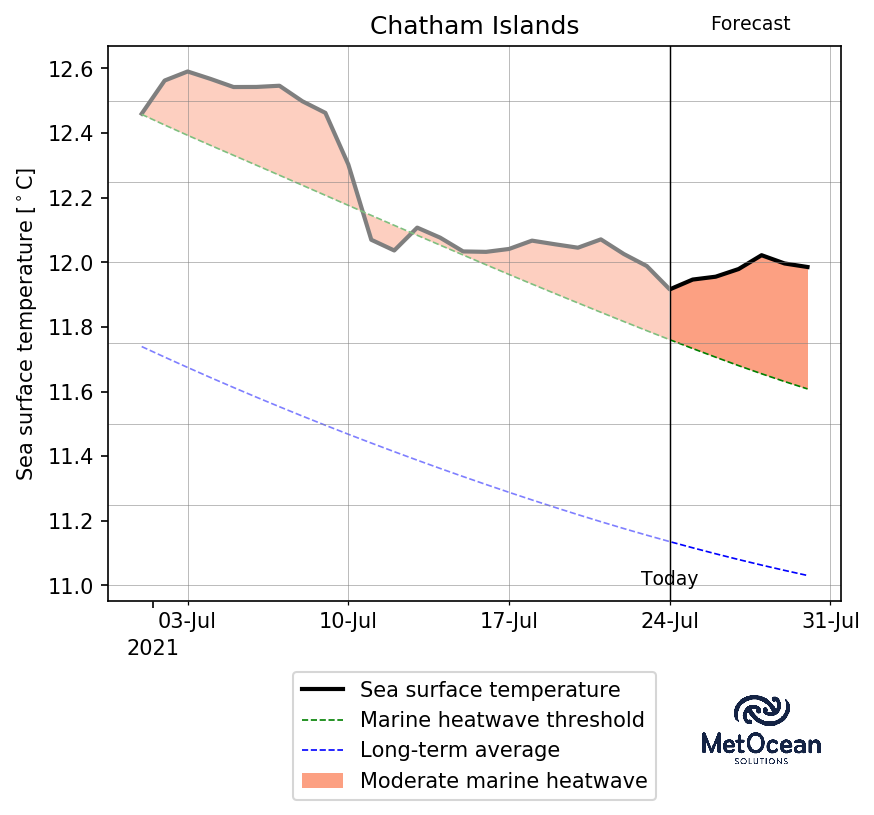 Chatham Islands
Forecast
Sea surface temperature [°C]
12.6
12.4
12.2
12.0
11.8
11.6
11.4
11.2
11.0
Today
03-Jul 10-Jul 17-Jul 24-Jul 31-Jul
2021
Sea surface temperature
Marine heatwave threshold
Long-term average
Moderate marine heatwave
MetOcean
SOLUTIONS